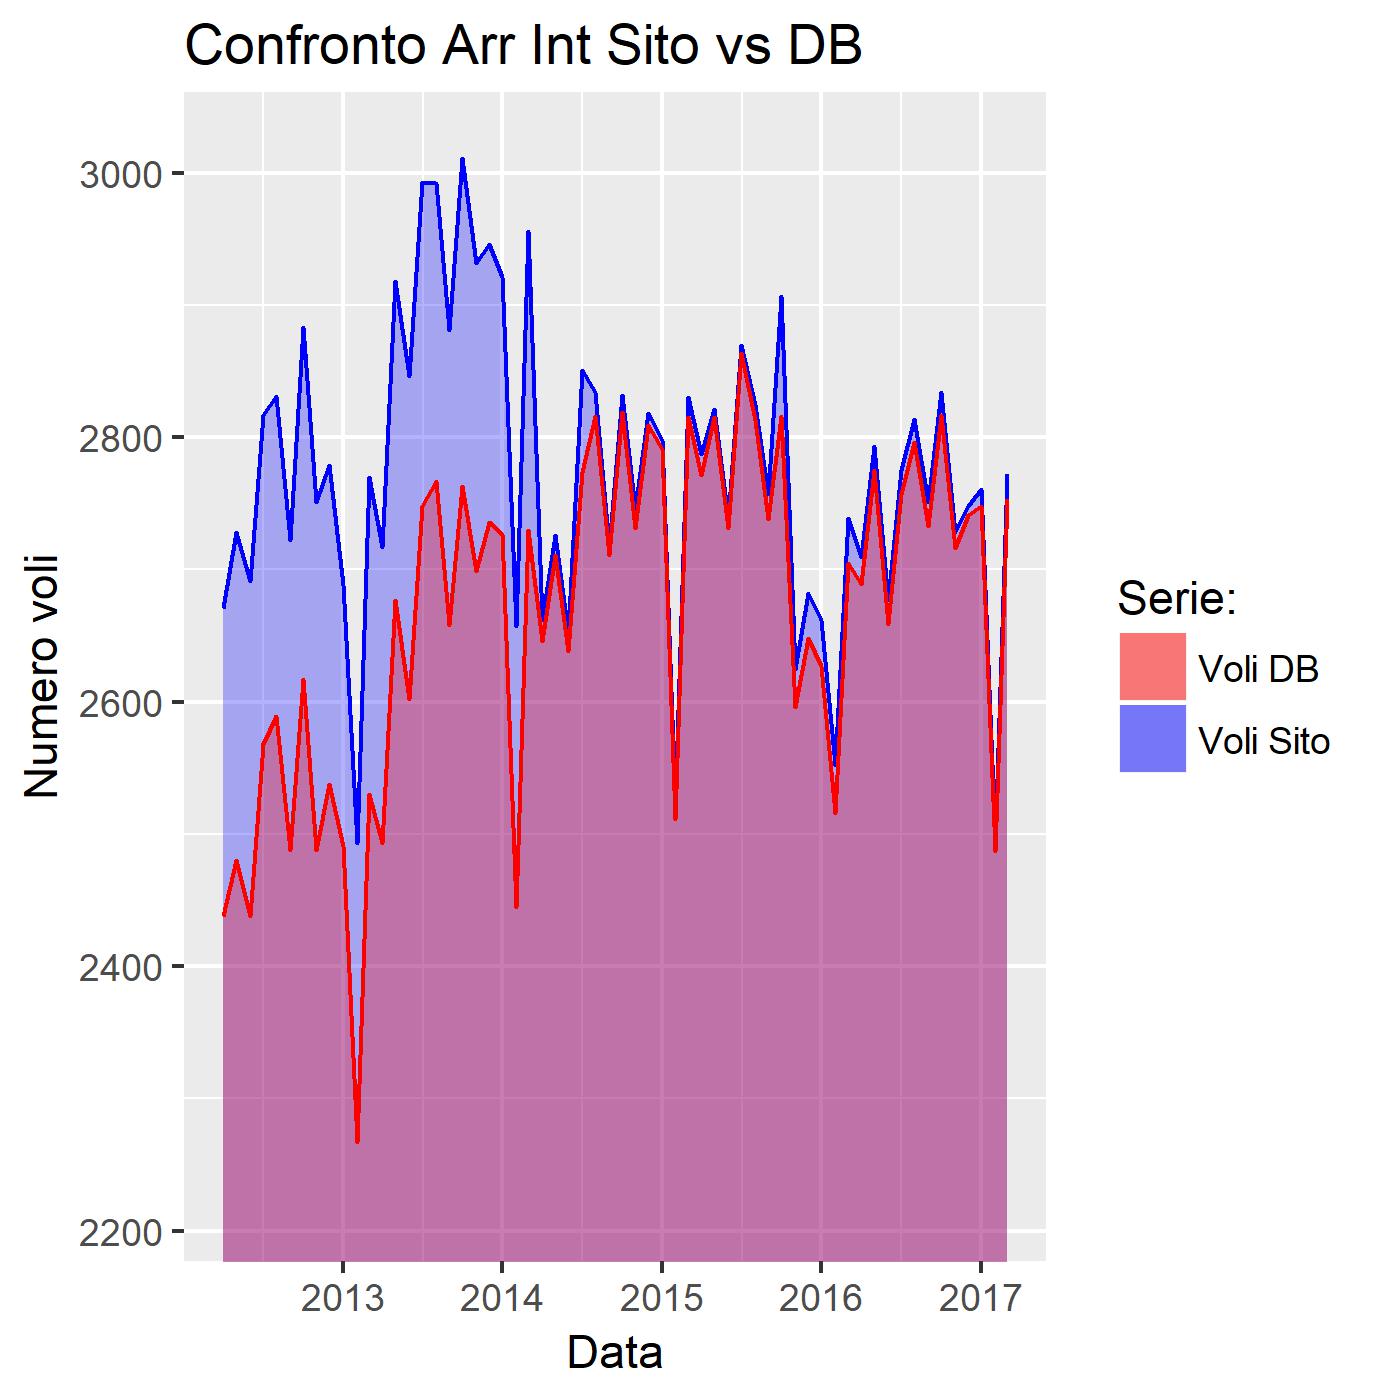 Confronto Arr Int Sito vs DB
3000
2800
2600
2400
2200
Numero voli
2013 2014 2015 2016 2017
Data
Serie:
Voli DB
Voli Sito